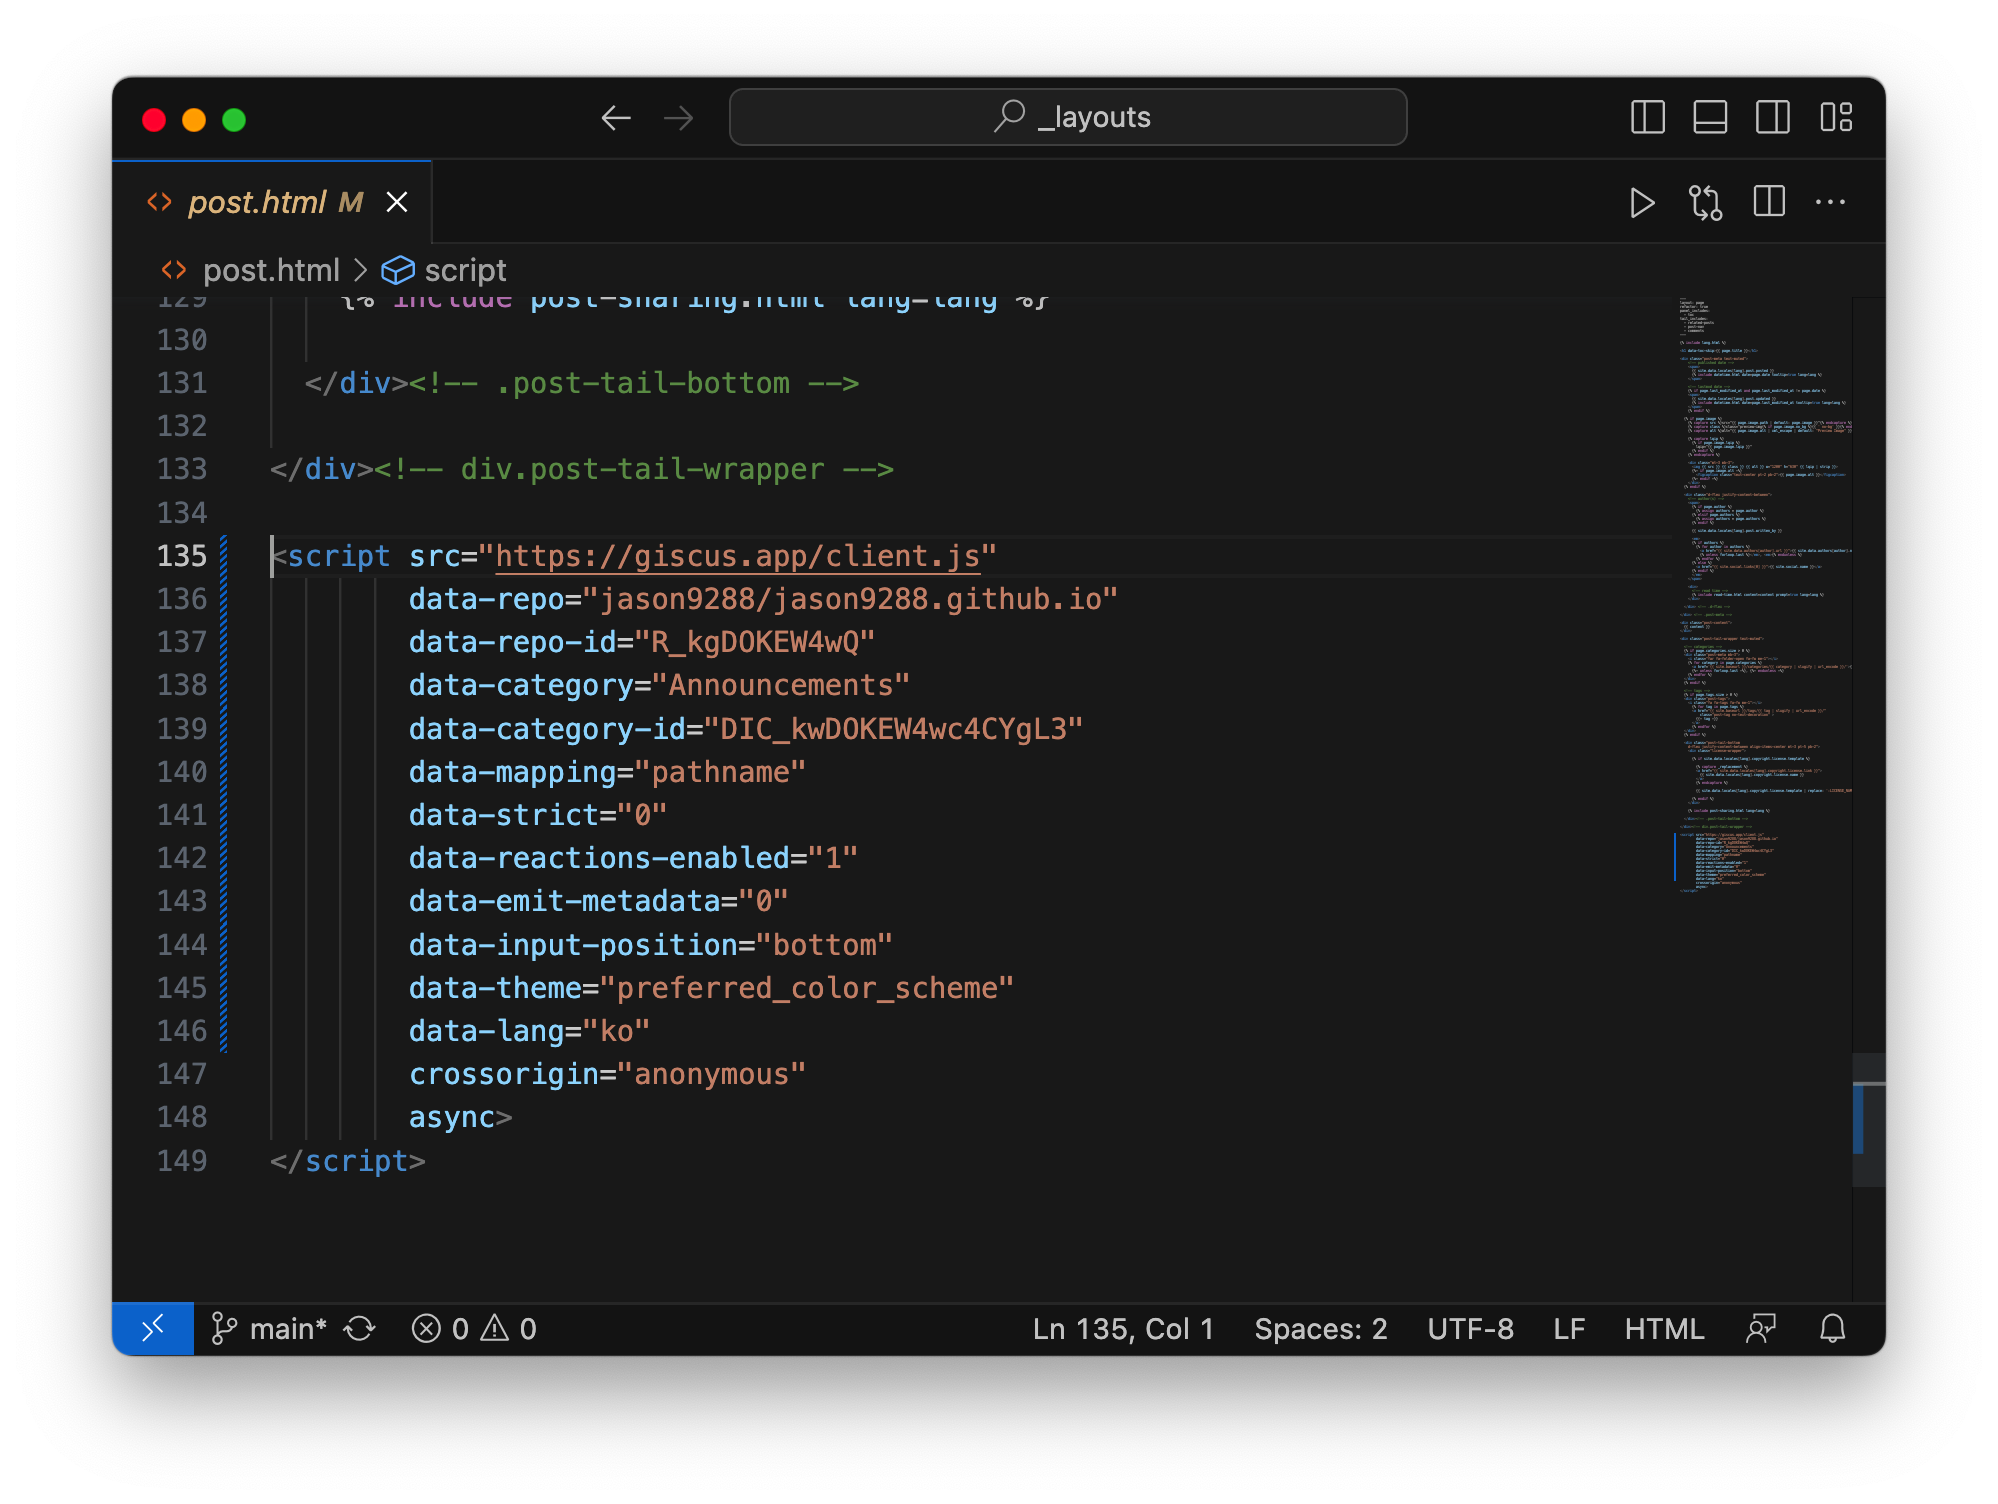 _layouts
post.html M
post.html > script
129 {% include post-sharing.html lang=lang %}
130
131 </div><!-- .post-tail-bottom -->
132
133 </div><!-- div.post-tail-wrapper -->
134
135 <script src="https://giscus.app/client.js"
136 data-repo="jason9288/jason9288.github.io"
137 data-repo-id="R_kgDOKEW4wQ"
138 data-category="Announcements"
139 data-category-id="DIC_kwDOKEW4wc4CYgL3"
140 data-mapping="pathname"
141 data-strict="0"
142 data-reactions-enabled="1"
143 data-emit-metadata="0"
144 data-input-position="bottom"
145 data-theme="preferred_color_scheme"
146 data-lang="ko"
147 crossorigin="anonymous"
148 async>
149 </script>
main* 0 0 Ln 135, Col 1 Spaces: 2 UTF-8 LF HTML